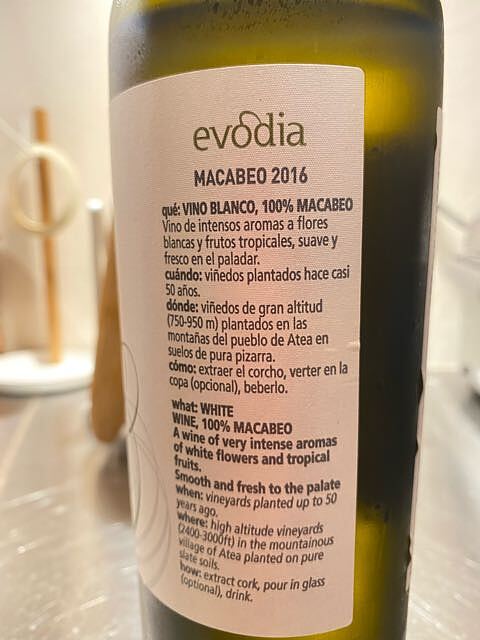 evodia
MACABEO 2016
qué: VINO BLANCO, 100% MACABEO
Vino de intensos aromas a flores
blancas y frutos tropicales, suave y
fresco en el paladar.
cuándo: viñedos plantados hace casi
50 años.
dónde: viñedos de gran altitud
(750-950 m) plantados en las
montañas del pueblo de Atea en
suelos de pura pizarra.
cómo: extraer el corcho, verter en la
copa (opcional), beberlo.
what: WHITE
WINE, 100% MACABEO
A wine of very intense aromas
of white flowers and tropical
fruits.
Smooth and fresh to the palate
when: vineyards planted up to 50
years ago.
where: high altitude vineyards
(2400-3000ft) in the mountainous
village of Atea planted on pure
slate soils.
how: extract cork, pour in glass
(optional), drink.